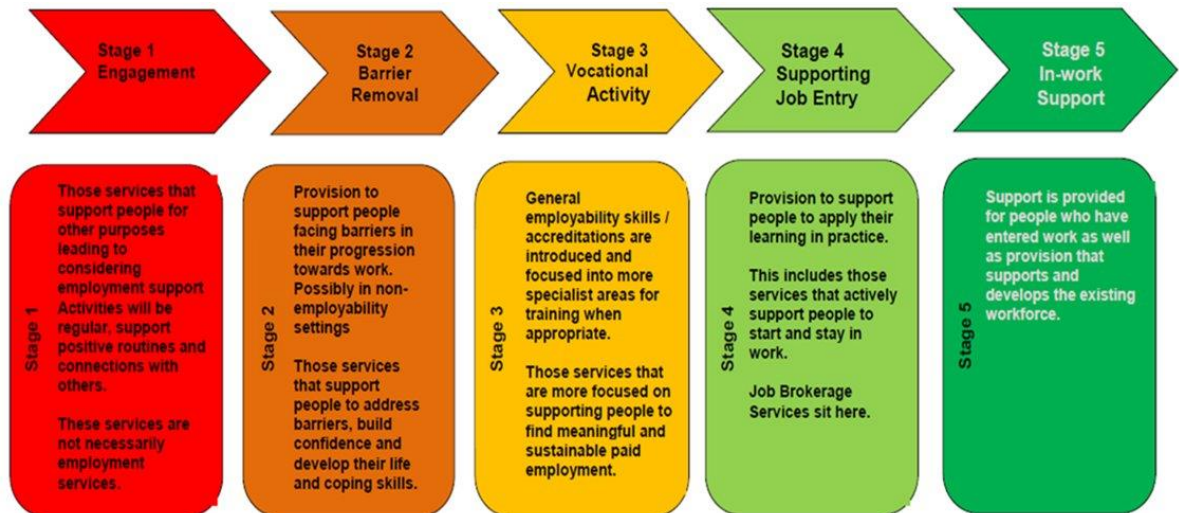 Stage 1
Engagement
Stage 2
Barrier
Removal
Stage 3
Vocational
Activity
Stage 4
Supporting
Job Entry
Stage 5
In-work
Support
Stage 1
Those services that
support people for
other purposes
leading to
considering
employment support
Activities will be
regular, support
positive routines and
connections with
others.
These services are
not necessarily
employment
services.
Stage 2
Provision to
support people
facing barriers in
their progression
towards work.
Possibly in non-
employability
settings
Those services
that support
people to address
barriers, build
confidence and
develop their life
and coping skills.
Stage 3
General
employability skills /
accreditations are
introduced and
focused into more
specialist areas for
training when
appropriate.
Those services that
are more focused on
supporting people to
find meaningful and
sustainable paid
employment.
Stage 4
Provision to support
people to apply their
learning in practice.
This includes those
services that actively
support people to
start and stay in
work.
Job Brokerage
Services sit here.
Stage 5
Support is provided
for people who have
entered work as well
as provision that
supports and
develops the existing
workforce.